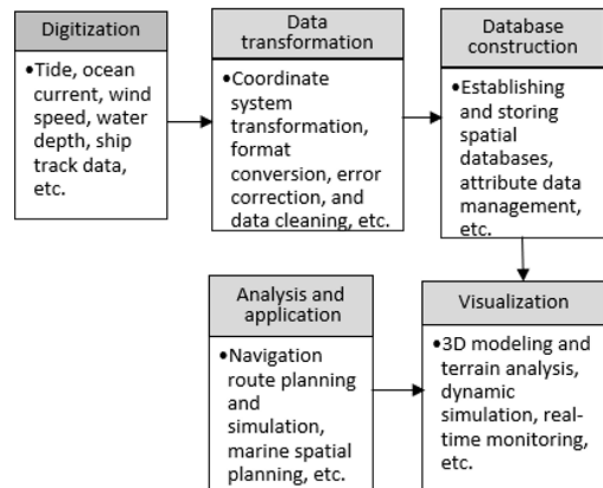 Digitization
•Tide, ocean
current, wind
speed, water
depth, ship
track data,
etc.
Data
transformation
•Coordinate
system
transformation,
format
conversion, error
correction, and
data cleaning, etc.
Database
construction
•Establishing
and storing
spatial
databases,
attribute data
management,
etc.
Analysis and
application
•Navigation
route planning
and
simulation,
marine spatial
planning, etc.
Visualization
•3D modeling and
terrain analysis,
dynamic
simulation, real-
time monitoring,
etc.